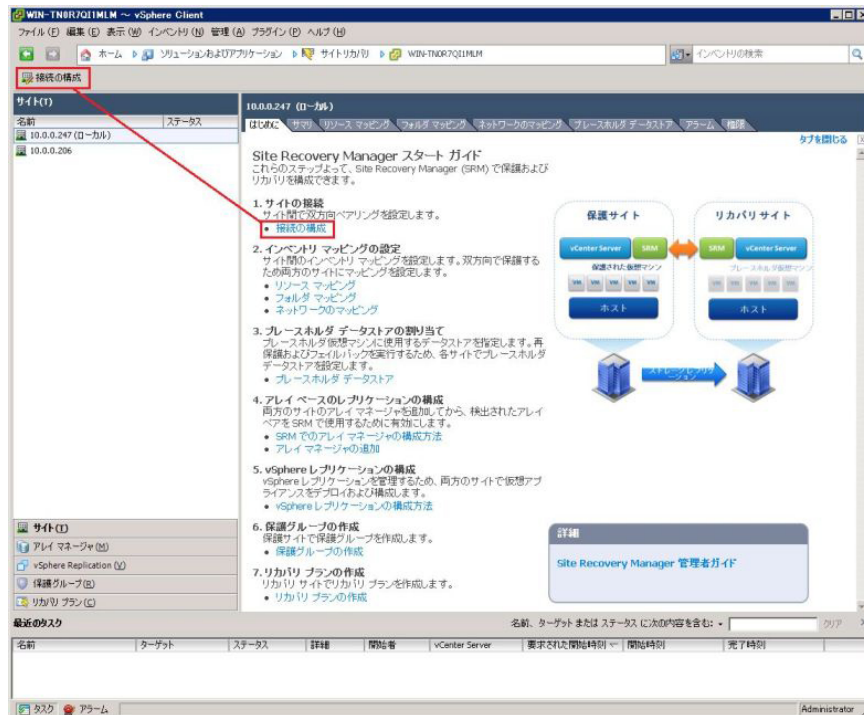 WIN-TN0R7QI1MLM ～ vSphere Client
ファイル(F) 編集(E) 表示(W) インベントリ(N) 管理(A) プラグイン(P) ヘルプ(H)
ホーム ソリューションおよびアプリケーション サイトリカバリ WIN-TN0R7QI1MLM インベントリの検索
接続の構成
サイト(T)
名前 ステータス
10.0.0.247 (ローカル)
10.0.0.206
10.0.0.247 (ローカル)
はじめに サマリ リソース マッピング フォルダ マッピング ネットワークのマッピング プレースホルダ データストア アラーム 権限
タブを閉じる
Site Recovery Manager スタート ガイド
これらのステップよって、Site Recovery Manager (SRM) で保護および
リカバリを構成できます。
1. サイトの接続
サイト間で双方向ペアリングを設定します。
• 接続の構成
2. インベントリ マッピングの設定
サイト間のインベントリ マッピングを設定します。双方向で保護する
ため両方のサイトにマッピングを設定します。
• リソース マッピング
• フォルダ マッピング
• ネットワークのマッピング
3. プレースホルダ データストアの割り当て
プレースホルダ仮想マシンに使用するデータストアを指定します。再
保護およびフェイルバックを実行するため、各サイトでプレースホルダ
データストアを設定します。
• プレースホルダ データストア
4. アレイ ベースのレプリケーションの構成
両方のサイトのアレイ マネージャを追加してから、検出されたアレイ
ペアを SRM で使用するために有効にします。
• SRM でのアレイ マネージャの構成方法
• アレイ マネージャの追加
5. vSphere レプリケーションの構成
vSphere レプリケーションを管理するため、両方のサイトで仮想アプ
ライアンスをデプロイおよび構成します。
• vSphere レプリケーションの構成方法
6. 保護グループの作成
保護サイトで保護グループを作成します。
• 保護グループの作成
7. リカバリ プランの作成
リカバリ サイトでリカバリ プランを作成します。
• リカバリ プランの作成
保護サイト リカバリサイト
vCenter Server SRM SRM vCenter Server
保護された仮想マシン プレースホルダ仮想マシン
VM VM VM VM VM VM VM VM VM VM
ホスト ホスト
ストレージ レプリケ
ーション
詳細
Site Recovery Manager 管理者ガイド
サイト(T)
アレイ マネージャ(M)
vSphere Replication (V)
保護グループ(R)
リカバリ プラン(C)
最近のタスク
名前、ターゲット または ステータス に次の内容を含む: クリア
名前 ターゲット ステータス 詳細 開始者 vCenter Server 要求された開始時刻 開始時刻 完了時刻
タスク アラーム Administrator